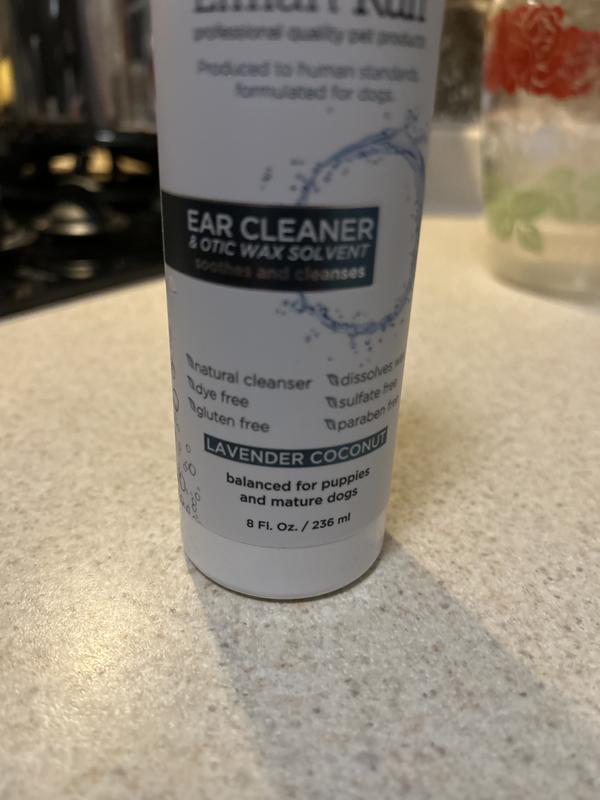 professional quality pet products
Produced to human standards,
formulated for dogs.
EAR CLEANER
& OTIC WAX SOLVENT
soothes and cleanses
natural cleanser
dye free
gluten free
dissolves
sulfate free
paraben free
LAVENDER COCONUT
balanced for puppies
and mature dogs
8 Fl. Oz. / 236 ml